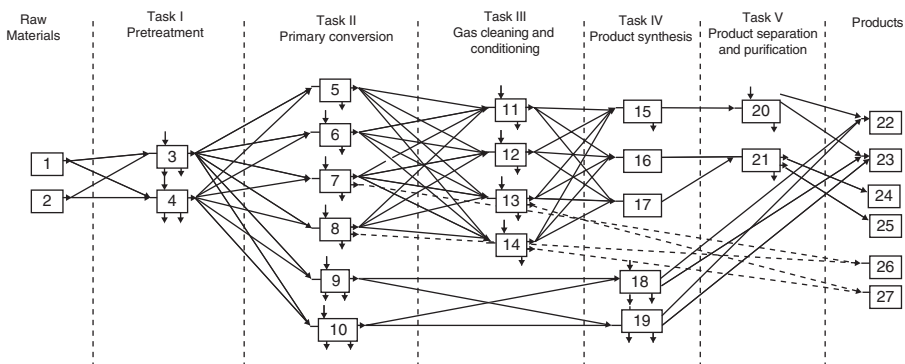 Raw
Materials
Task I
Pretreatment
Task II
Primary conversion
Task III
Gas cleaning and
conditioning
Task IV
Product synthesis
Task V
Product separation
and purification
Products
1
2
3
4
5
6
7
8
9
10
11
12
13
14
15
16
17
18
19
20
21
22
23
24
25
26
27